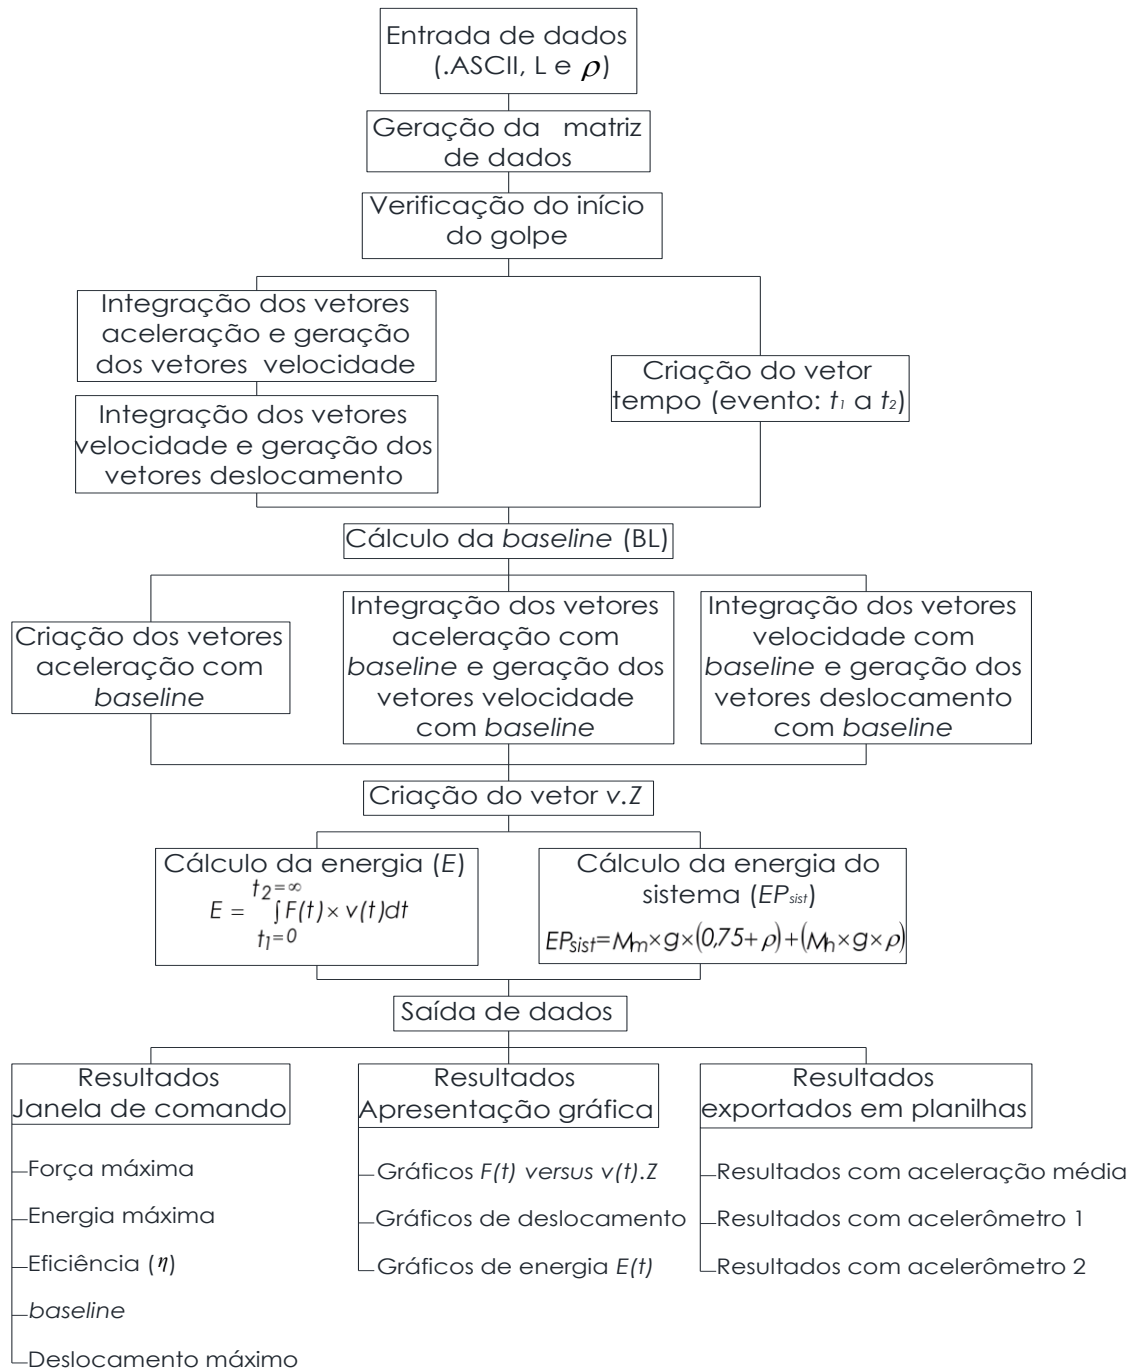 Entrada de dados
(.ASCII, L e ρ)
Geração da matriz
de dados
Verificação do início
do golpe
Integração dos vetores
aceleração e geração
dos vetores velocidade
Integração dos vetores
velocidade e geração dos
vetores deslocamento
Criação do vetor
tempo (evento: t₁ a t₂)
Cálculo da baseline (BL)
Criação dos vetores
aceleração com
baseline
Integração dos vetores
aceleração com
baseline e geração dos
vetores velocidade
com baseline
Integração dos vetores
velocidade com
baseline e geração dos
vetores deslocamento
com baseline
Criação do vetor v.Z
Cálculo da energia (E)
t₂=∞
E = ∫F(t)×v(t)dt
t₁=0
Cálculo da energia do
sistema (EPsist)
EPsist=Mm×g×(0,75+ρ)+(Mh×g×ρ)
Saída de dados
Resultados
Janela de comando
Força máxima
Energia máxima
Eficiência (η)
baseline
Deslocamento máximo
Resultados
Apresentação gráfica
Gráficos F(t) versus v(t).Z
Gráficos de deslocamento
Gráficos de energia E(t)
Resultados
exportados em planilhas
Resultados com aceleração média
Resultados com acelerômetro 1
Resultados com acelerômetro 2